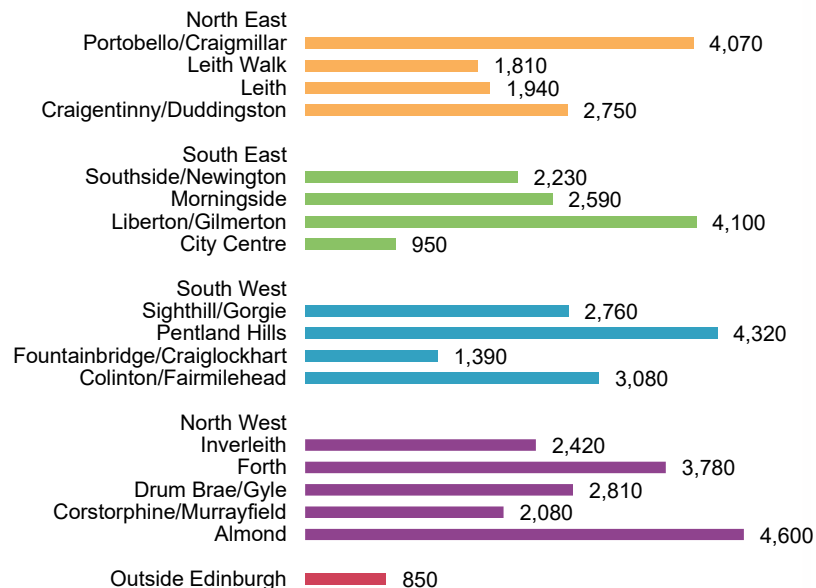 North East
Portobello/Craigmillar 4,070
Leith Walk 1,810
Leith 1,940
Craigentinny/Duddingston 2,750
South East
Southside/Newington 2,230
Morningside 2,590
Liberton/Gilmerton 4,100
City Centre 950
South West
Sighthill/Gorgie 2,760
Pentland Hills 4,320
Fountainbridge/Craiglockhart 1,390
Colinton/Fairmilehead 3,080
North West
Inverleith 2,420
Forth 3,780
Drum Brae/Gyle 2,810
Corstorphine/Murrayfield 2,080
Almond 4,600
Outside Edinburgh 850